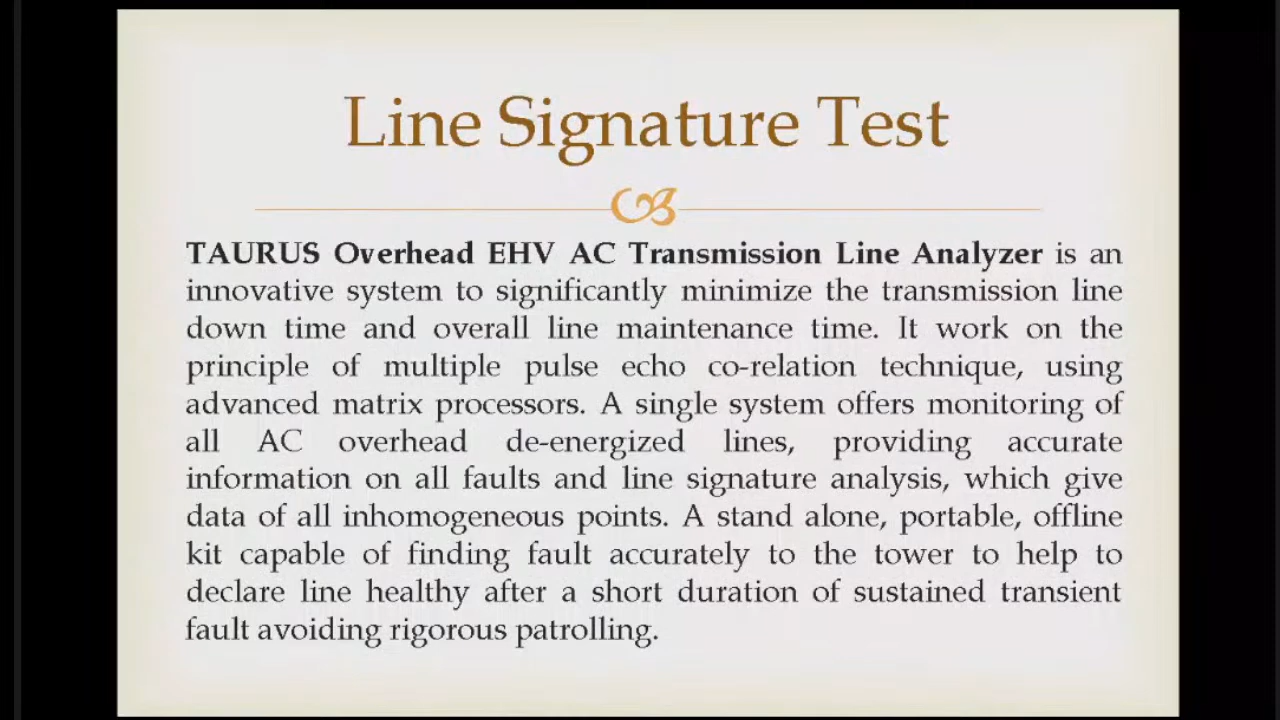 Line Signature Test
TAURUS Overhead EHV AC Transmission Line Analyzer is an
innovative system to significantly minimize the transmission line
down time and overall line maintenance time. It work on the
principle of multiple pulse echo co-relation technique, using
advanced matrix processors. A single system offers monitoring of
all AC overhead de-energized lines, providing accurate
information on all faults and line signature analysis, which give
data of all inhomogeneous points. A stand alone, portable, offline
kit capable of finding fault accurately to the tower to help to
declare line healthy after a short duration of sustained transient
fault avoiding rigorous patrolling.